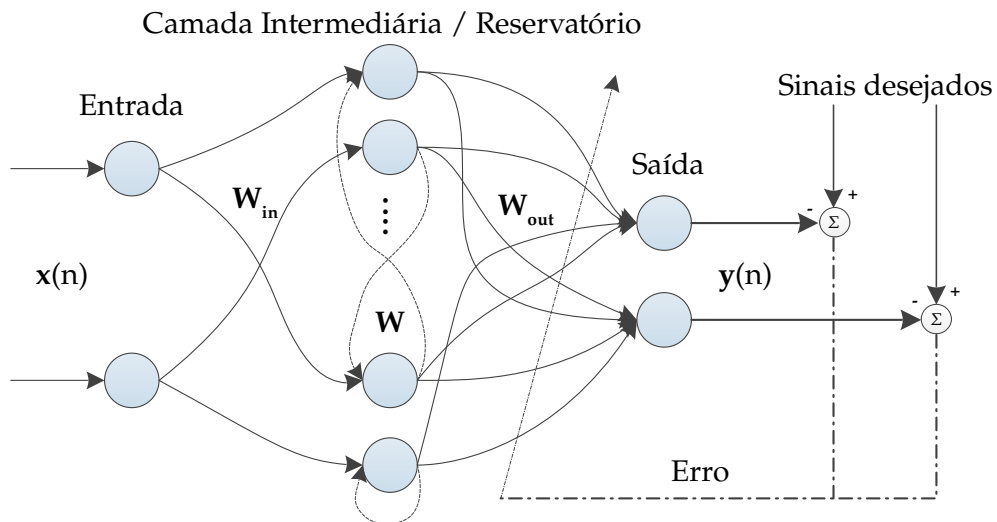 Camada Intermediária / Reservatório
Sinais desejados
Entrada
Saída
W_in
W_out
x(n)
W
y(n)
- +
Σ
- +
Σ
Erro